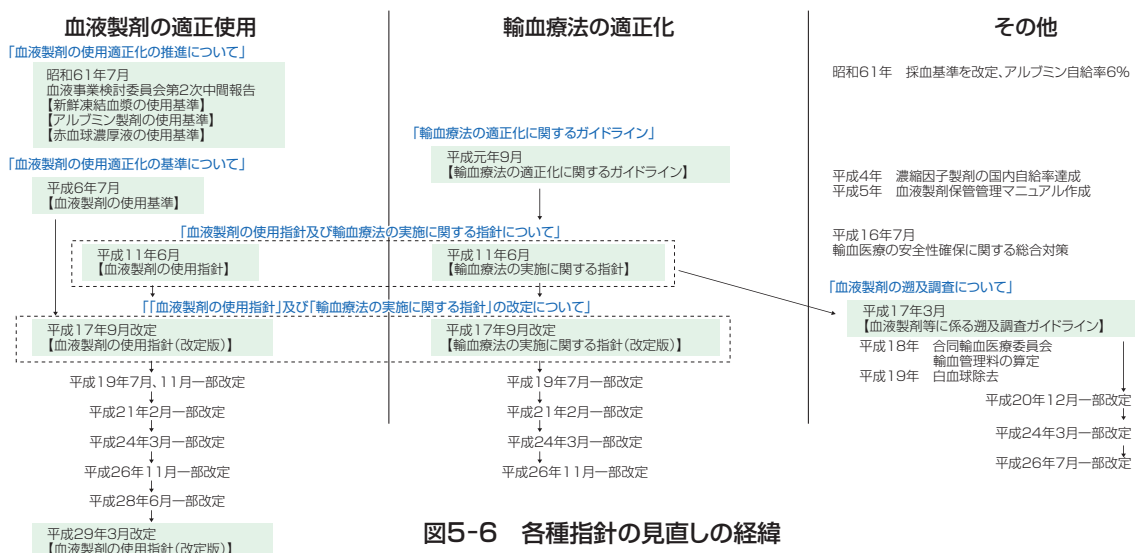 血液製剤の適正使用
「血液製剤の使用適正化の推進について」
昭和61年7月
血液事業検討委員会第2次中間報告
【新鮮凍結血漿の使用基準】
【アルブミン製剤の使用基準】
【赤血球濃厚液の使用基準】
「血液製剤の使用適正化の基準について」
平成6年7月
【血液製剤の使用基準】
輸血療法の適正化
「輸血療法の適正化に関するガイドライン」
平成元年9月
【輸血療法の適正化に関するガイドライン】
「血液製剤の使用指針及び輸血療法の実施に関する指針について」
平成11年6月
【血液製剤の使用指針】
平成11年6月
【輸血療法の実施に関する指針】
「「血液製剤の使用指針」及び「輸血療法の実施に関する指針」の改定について」
平成17年9月改定
【血液製剤の使用指針（改定版）】
平成17年9月改定
【輸血療法の実施に関する指針（改定版）】
平成19年7月、11月一部改定
平成21年2月一部改定
平成24年3月一部改定
平成26年11月一部改定
平成28年6月一部改定
平成29年3月改定
【血液製剤の使用指針（改定版）】
平成19年7月一部改定
平成21年2月一部改定
平成24年3月一部改定
平成26年11月一部改定
その他
昭和61年　採血基準を改定、アルブミン自給率6％
平成4年　濃縮因子製剤の国内自給率達成
平成5年　血液製剤保管管理マニュアル作成
平成16年7月
輸血医療の安全性確保に関する総合対策
「血液製剤の遡及調査について」
平成17年3月
【血液製剤等に係る遡及調査ガイドライン】
平成18年　合同輸血医療委員会
輸血管理料の算定
平成19年　白血球除去
平成20年12月一部改定
平成24年3月一部改定
平成26年7月一部改定
図5-6　各種指針の見直しの経緯